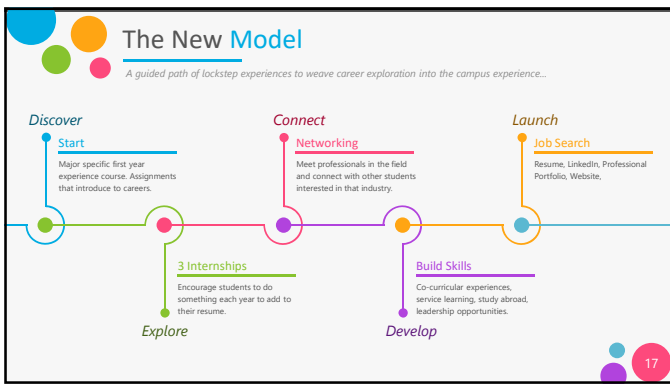 The New Model
A guided path of lockstep experiences to weave career exploration into the campus experience...
Discover
Start
Major specific first year
experience course. Assignments
that introduce to careers.
Connect
Networking
Meet professionals in the field
and connect with other students
interested in that industry.
Launch
Job Search
Resume, LinkedIn, Professional
Portfolio, Website,
3 Internships
Encourage students to do
something each year to add to
their resume.
Explore
Build Skills
Co-curricular experiences,
service learning, study abroad,
leadership opportunities.
Develop
17